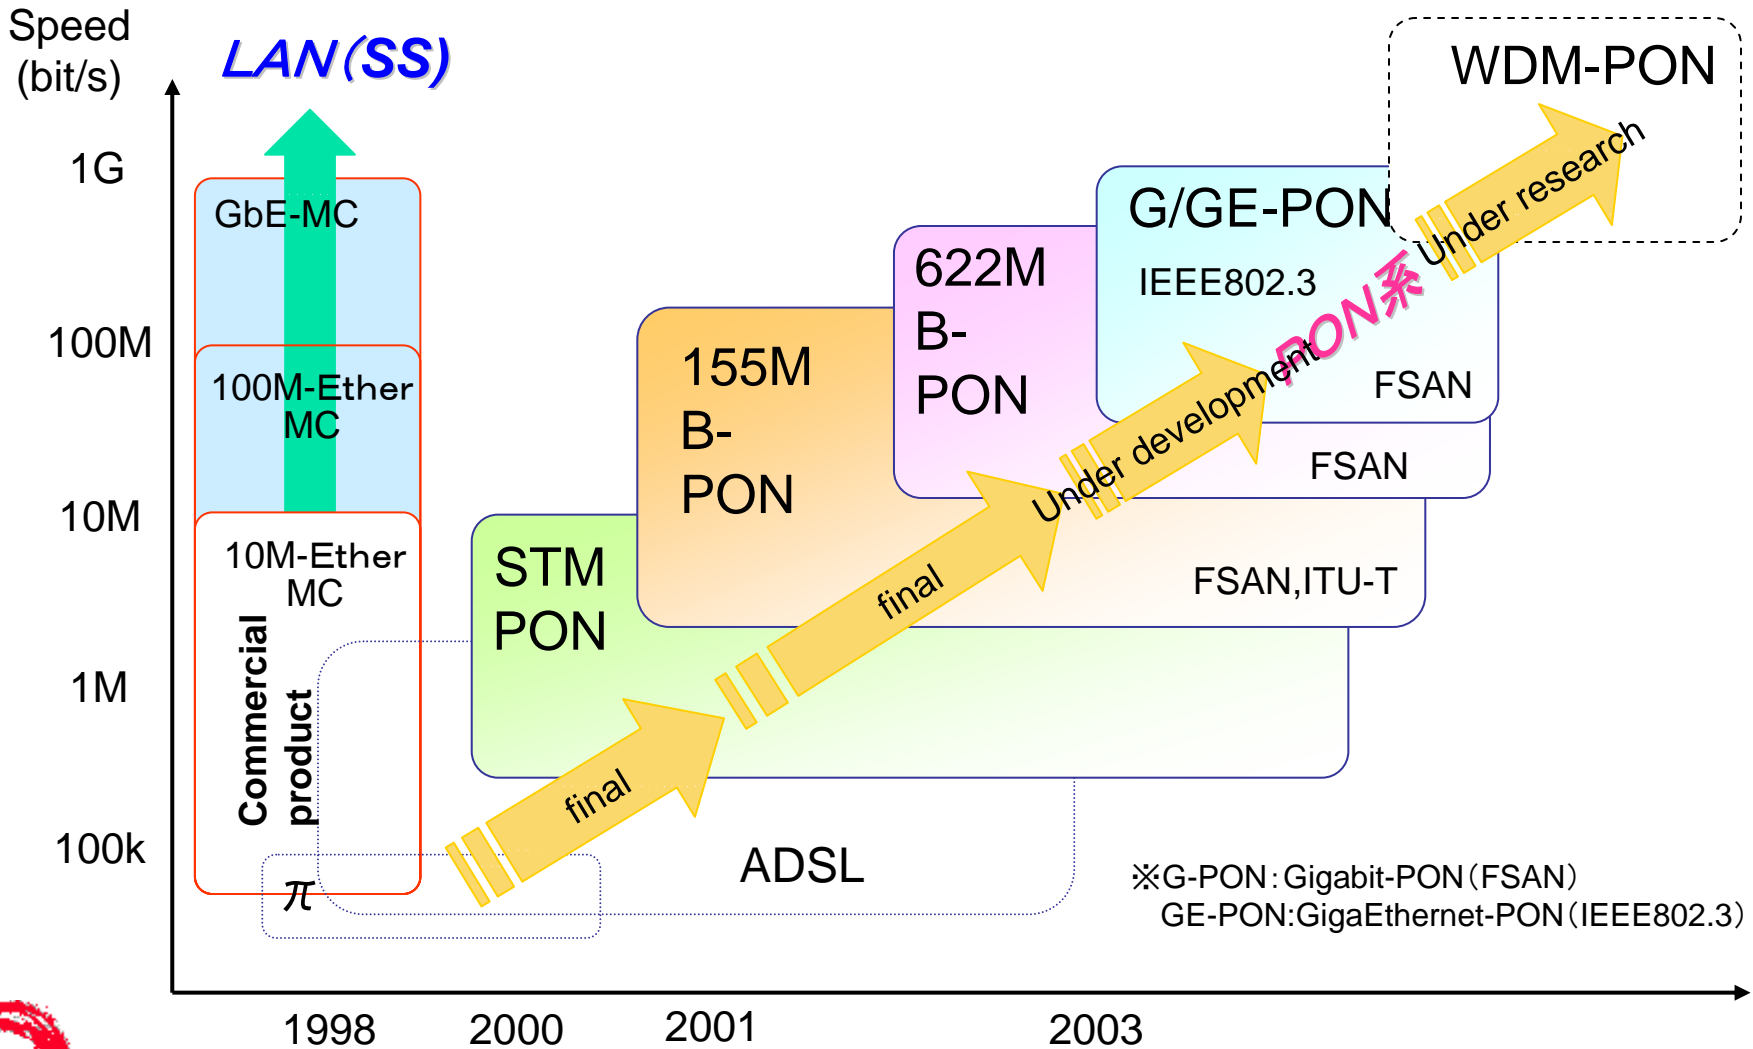 Speed
(bit/s)
LAN(SS)
WDM-PON
1G
100M
10M
1M
100k
GbE-MC
100M-Ether
MC
10M-Ether
MC
Commercial
product
π
STM
PON
155M
B-
PON
622M
B-
PON
G/GE-PON
IEEE802.3
FSAN
FSAN
FSAN,ITU-T
PON系
final
final
Under development
Under research
ADSL
※G-PON:Gigabit-PON(FSAN)
GE-PON:GigaEthernet-PON(IEEE802.3)
1998
2000
2001
2003